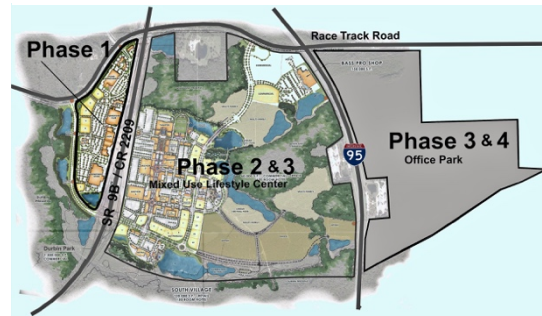 Phase 1
Race Track Road
BASS PRO SHOP
SR 9B / CR 2209
Phase 2 & 3
Mixed Use Lifestyle Center
95
Phase 3 & 4
Office Park
Durbin Park
SOUTH VILLAGE